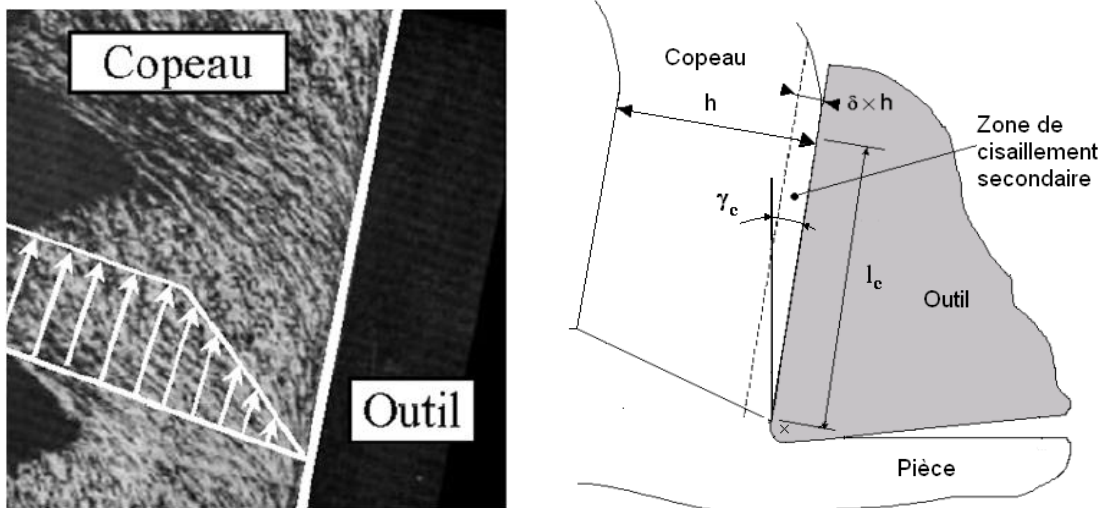 Copeau
Outil
Copeau
h
δ × h
Zone de
cisaillement
secondaire
γc
lc
Outil
Pièce